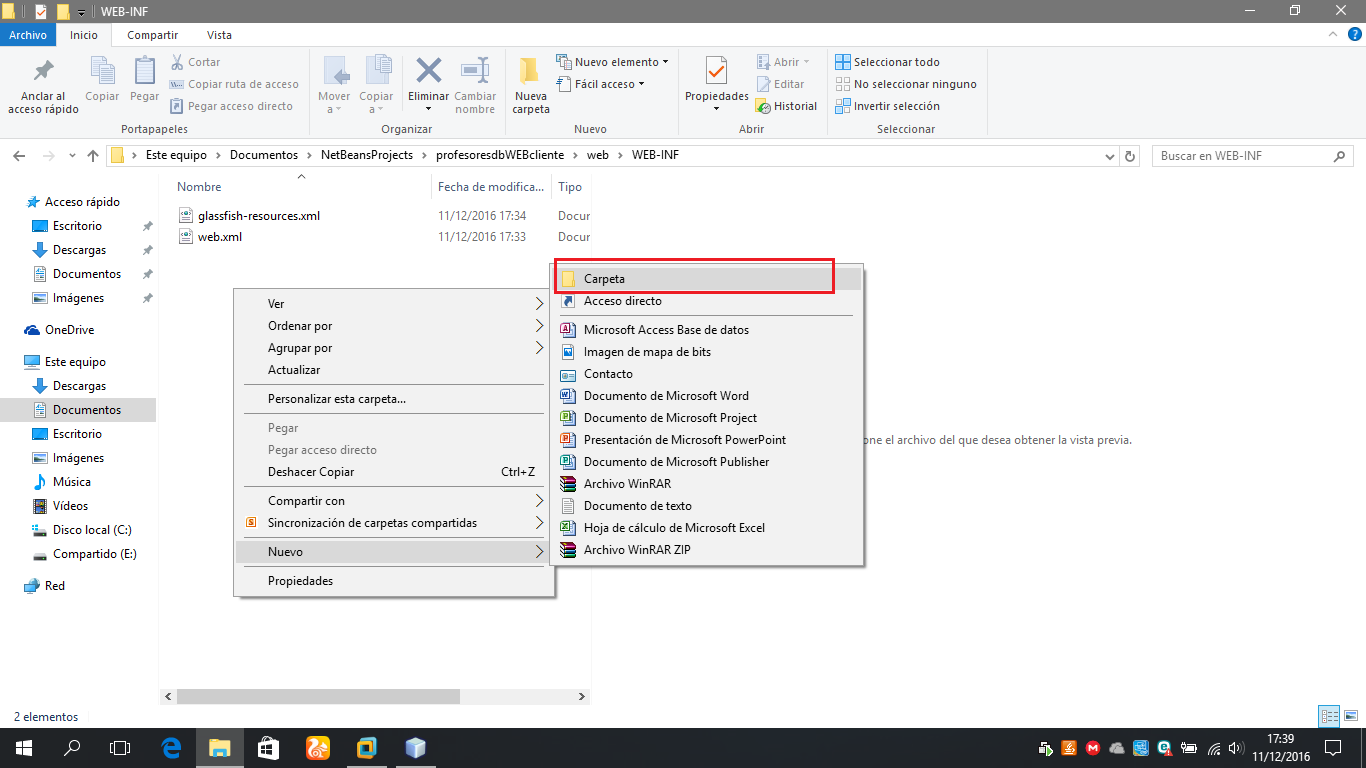 WEB-INF
Archivo Inicio Compartir Vista
Anclar al acceso rápido
Copiar
Pegar
Cortar
Copiar ruta de acceso
Pegar acceso directo
Portapapeles
Mover a
Copiar a
Eliminar
Cambiar nombre
Organizar
Nueva carpeta
Nuevo elemento
Fácil acceso
Nuevo
Propiedades
Abrir
Editar
Historial
Abrir
Seleccionar todo
No seleccionar ninguno
Invertir selección
Seleccionar
Este equipo > Documentos > NetBeansProjects > profesoresdbWEBcliente > web > WEB-INF
Buscar en WEB-INF
Acceso rápido
Escritorio
Descargas
Documentos
Imágenes
OneDrive
Este equipo
Descargas
Documentos
Escritorio
Imágenes
Música
Vídeos
Disco local (C:)
Compartido (E:)
Red
Nombre Fecha de modifica... Tipo
glassfish-resources.xml 11/12/2016 17:34 Docur
web.xml 11/12/2016 17:33 Docur
Ver
Ordenar por
Agrupar por
Actualizar
Personalizar esta carpeta...
Pegar
Pegar acceso directo
Deshacer Copiar Ctrl+Z
Compartir con
Sincronización de carpetas compartidas
Nuevo
Propiedades
Carpeta
Acceso directo
Microsoft Access Base de datos
Imagen de mapa de bits
Contacto
Documento de Microsoft Word
Documento de Microsoft Project
Presentación de Microsoft PowerPoint
Documento de Microsoft Publisher
Archivo WinRAR
Documento de texto
Hoja de cálculo de Microsoft Excel
Archivo WinRAR ZIP
one el archivo del que desea obtener la vista previa.
2 elementos
17:39
11/12/2016